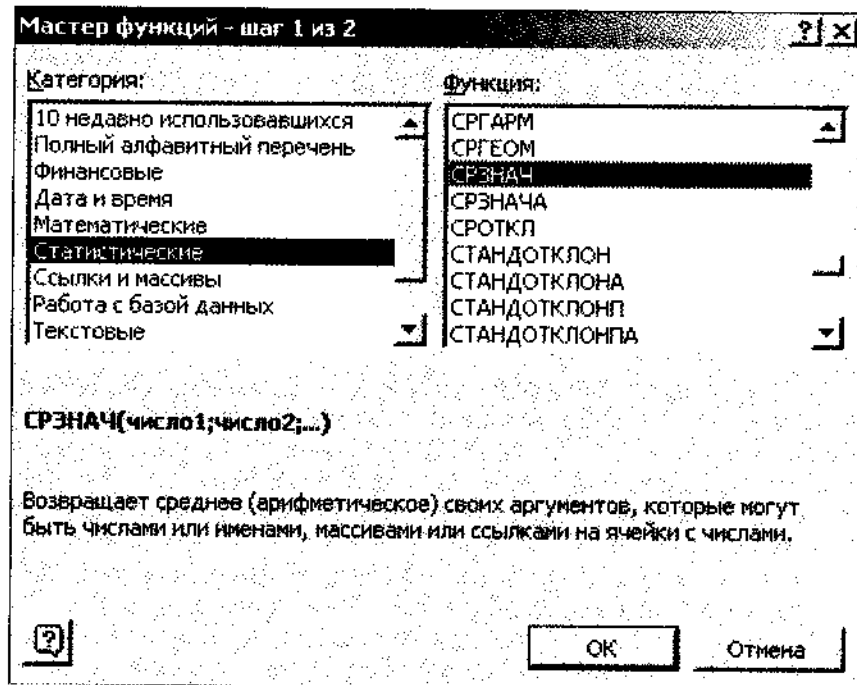 Мастер функций - шаг 1 из 2
Категория:
10 недавно использовавшихся
Полный алфавитный перечень
Финансовые
Дата и время
Математические
Статистические
Ссылки и массивы
Работа с базой данных
Текстовые
Функция:
СРГАРМ
СРГЕОМ
СРЗНАЧ
СРЗНАЧА
СРОТКЛ
СТАНДОТКЛОН
СТАНДОТКЛОНА
СТАНДОТКЛОНП
СТАНДОТКЛОНПА
СРЗНАЧ(число1;число2;...)
Возвращает среднее (арифметическое) своих аргументов, которые могут
быть числами или именами, массивами или ссылками на ячейки с числами.
ОК
Отмена